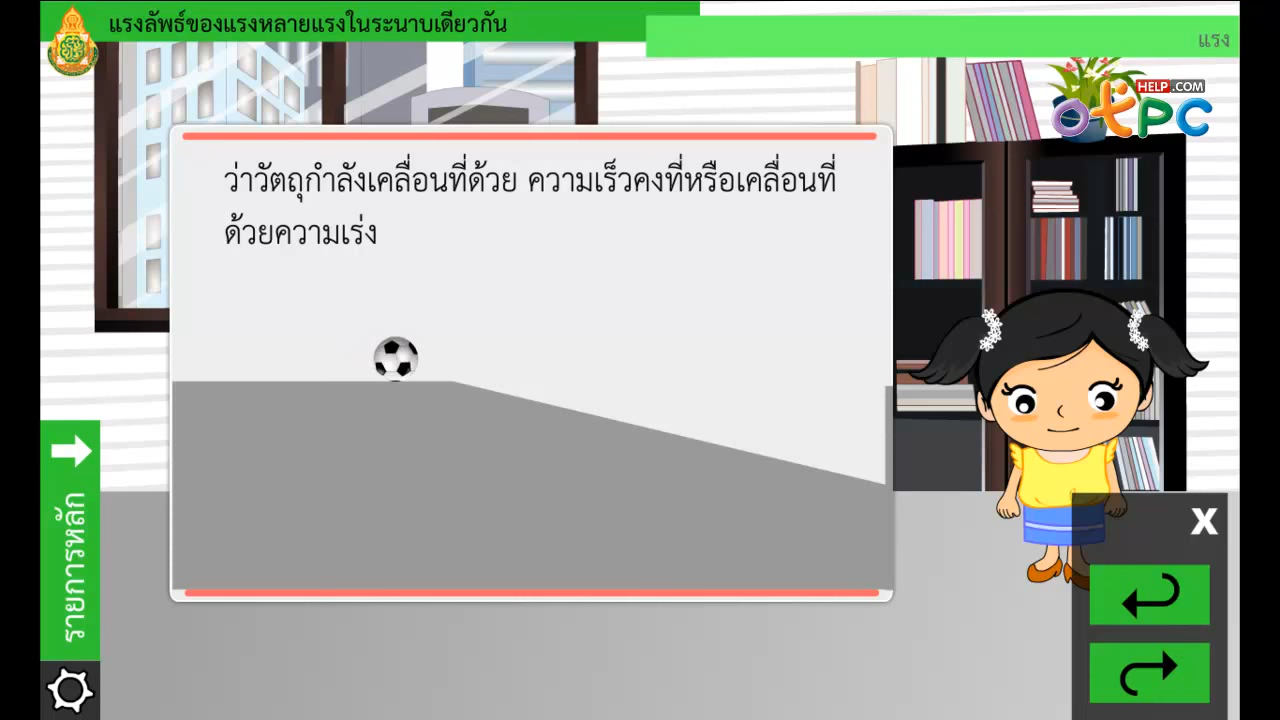 แรงลัพธ์ของแรงหลายแรงในระนาบเดียวกัน
แรง
HELP.COM
otPC
ว่าวัตถุกำลังเคลื่อนที่ด้วย ความเร็วคงที่หรือเคลื่อนที่
ด้วยความเร่ง
รายการหลัก
X